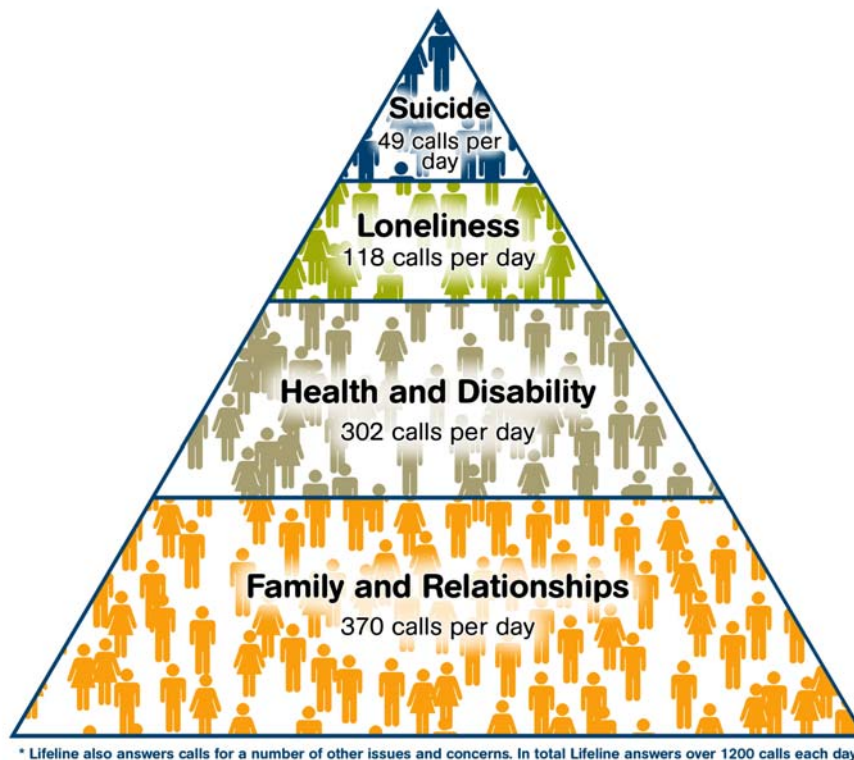 Suicide
49 calls per
day
Loneliness
118 calls per day
Health and Disability
302 calls per day
Family and Relationships
370 calls per day
* Lifeline also answers calls for a number of other issues and concerns. In total Lifeline answers over 1200 calls each day